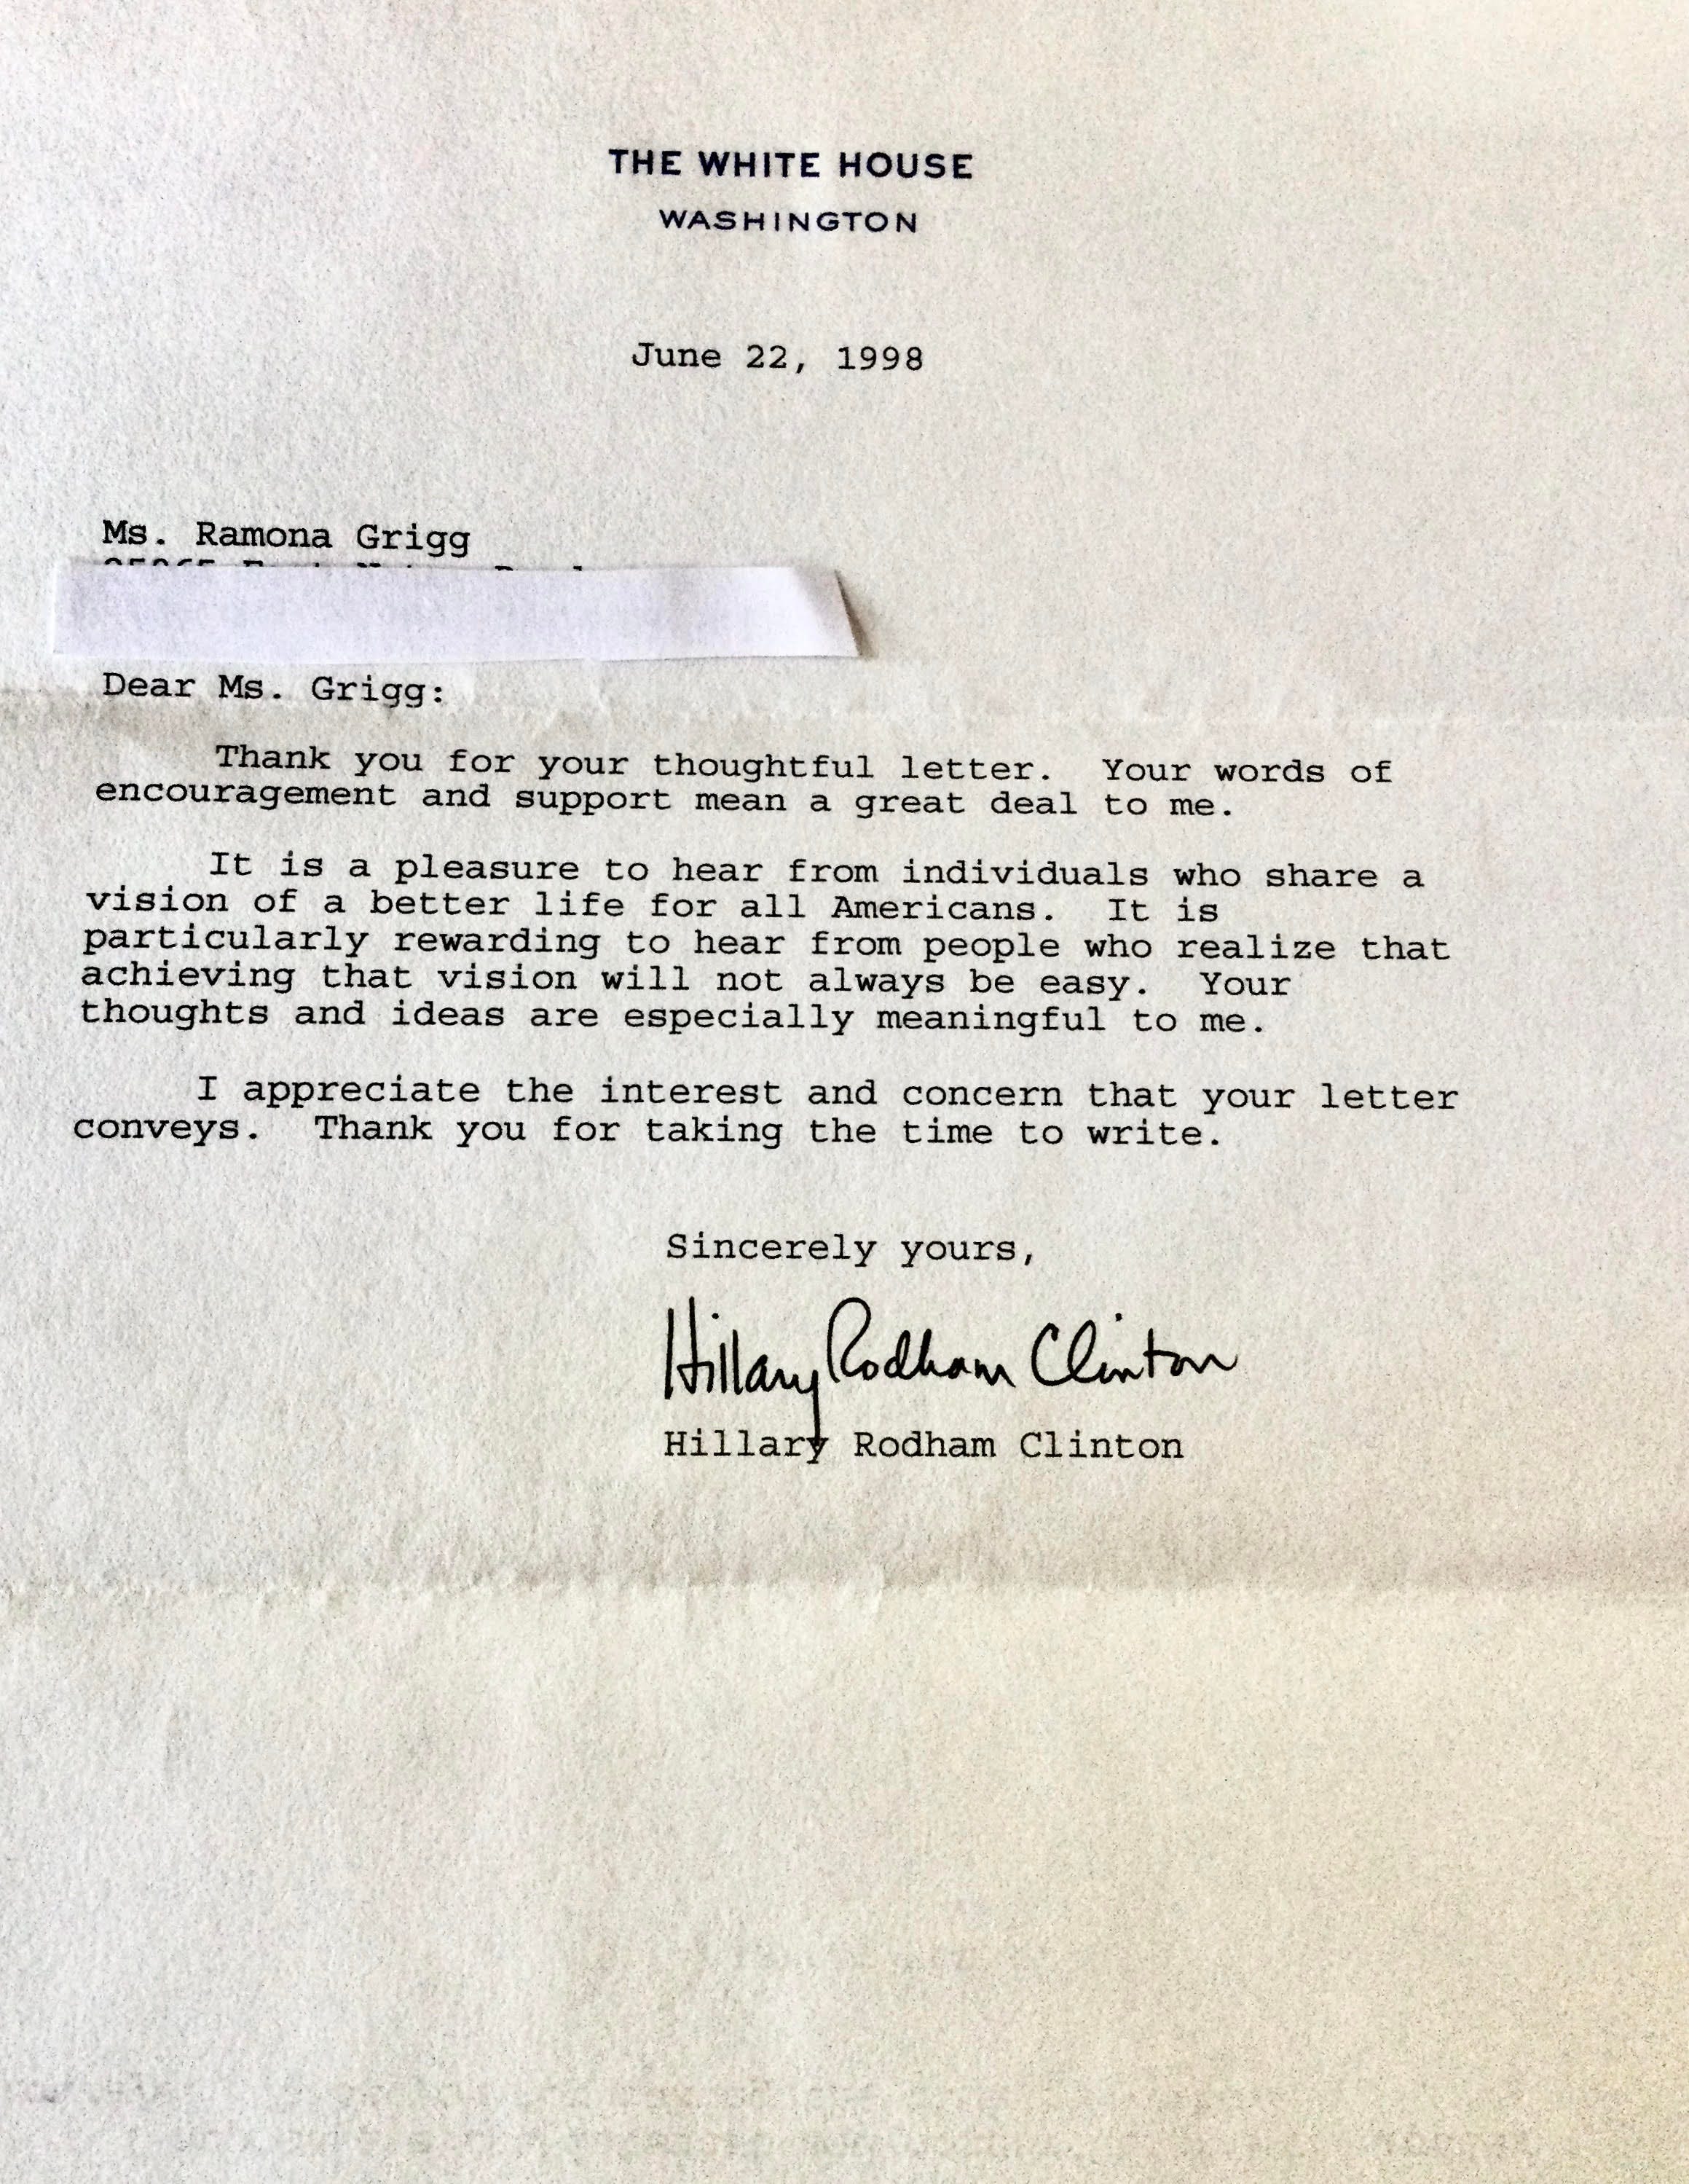 THE WHITE HOUSE
WASHINGTON
June 22, 1998
Ms. Ramona Grigg
Dear Ms. Grigg:
Thank you for your thoughtful letter. Your words of
encouragement and support mean a great deal to me.
It is a pleasure to hear from individuals who share a
vision of a better life for all Americans. It is
particularly rewarding to hear from people who realize that
achieving that vision will not always be easy. Your
thoughts and ideas are especially meaningful to me.
I appreciate the interest and concern that your letter
conveys. Thank you for taking the time to write.
Sincerely yours,
Hillary Rodham Clinton
Hillary Rodham Clinton